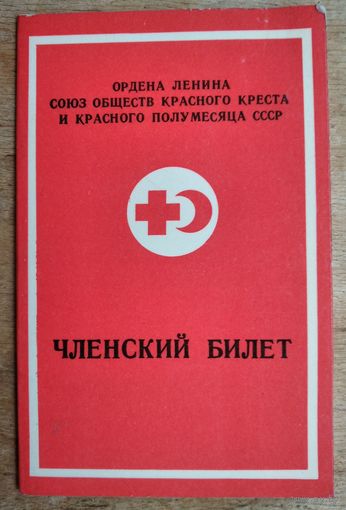 ОРДЕНА ЛЕНИНА
СОЮЗ ОБЩЕСТВ КРАСНОГО КРЕСТА
И КРАСНОГО ПОЛУМЕСЯЦА СССР
ЧЛЕНСКИЙ БИЛЕТ